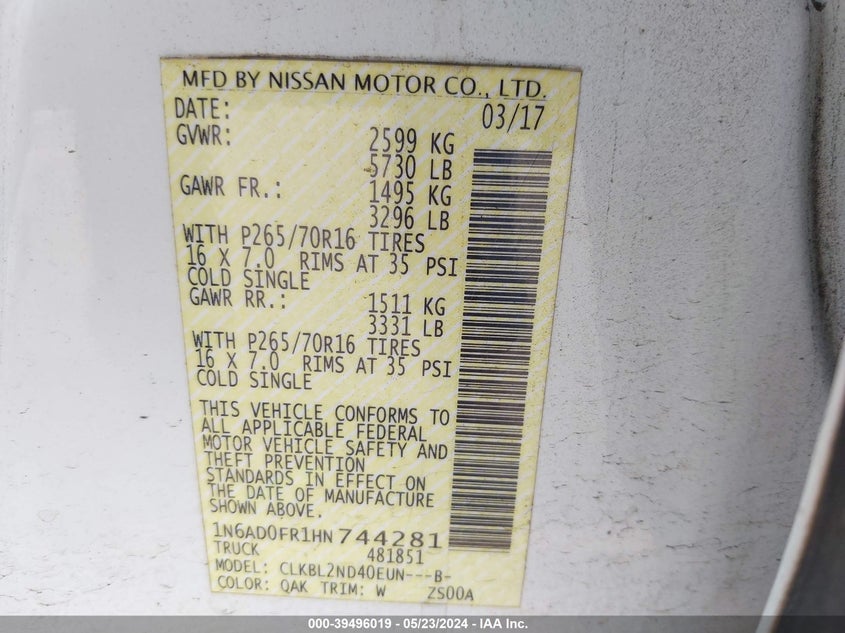 MFD BY NISSAN MOTOR CO., LTD.
DATE: 03/17
GVWR: 2599 KG
5730 LB
GAWR FR.: 1495 KG
3296 LB
WITH P265/70R16 TIRES
16 X 7.0 RIMS AT 35 PSI
COLD SINGLE
GAWR RR.: 1511 KG
3331 LB
WITH P265/70R16 TIRES
16 X 7.0 RIMS AT 35 PSI
COLD SINGLE
THIS VEHICLE CONFORMS TO
ALL APPLICABLE FEDERAL
MOTOR VEHICLE SAFETY AND
THEFT PREVENTION
STANDARDS IN EFFECT ON
THE DATE OF MANUFACTURE
SHOWN ABOVE.
1N6AD0FR1HN744281
TRUCK 481851
MODEL: CLKBL2ND40EUN---B-
COLOR: QAK TRIM: W ZS00A
000-39496019 - 05/23/2024 - IAA Inc.